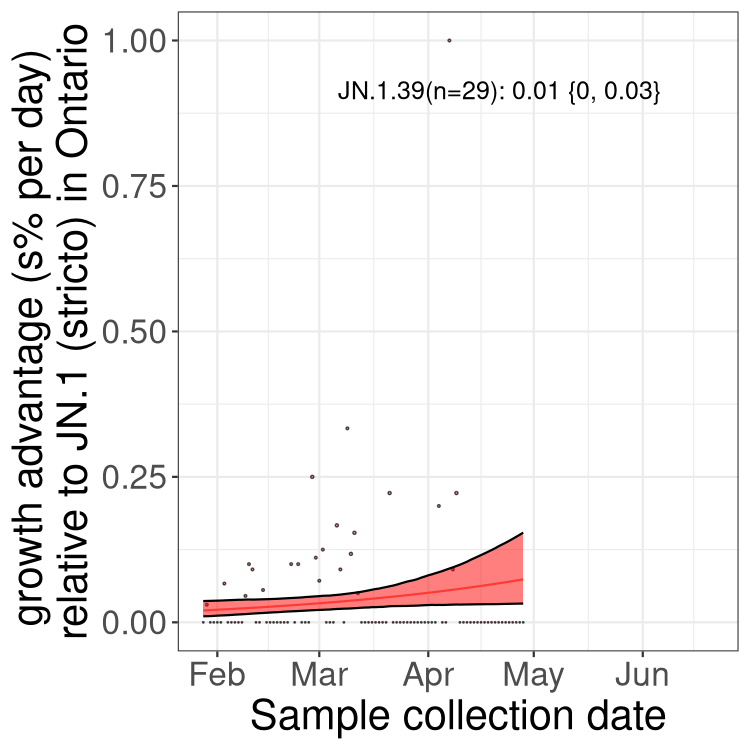 growth advantage (s% per day)
relative to JN.1 (stricto) in Ontario
1.00
0.75
0.50
0.25
0.00
JN.1.39(n=29): 0.01 {0, 0.03}
Feb Mar Apr May Jun
Sample collection date